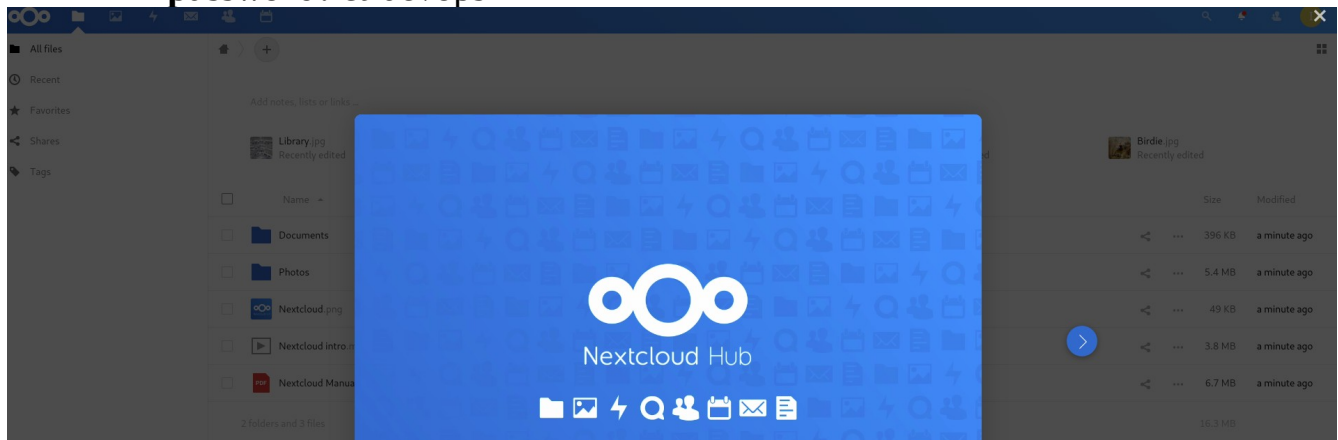 All files
Recent
Add notes, lists or links ...
Favorites
Shares
Library.jpg
Recently edited
Birdie.jpg
Recently edited
Tags
Name
Size Modified
Documents 396 KB a minute ago
Photos 5.4 MB a minute ago
Nextcloud.png 49 KB a minute ago
Nextcloud intro.m 3.8 MB a minute ago
Nextcloud Manua 6.7 MB a minute ago
2 folders and 3 files 16.3 MB
Nextcloud Hub